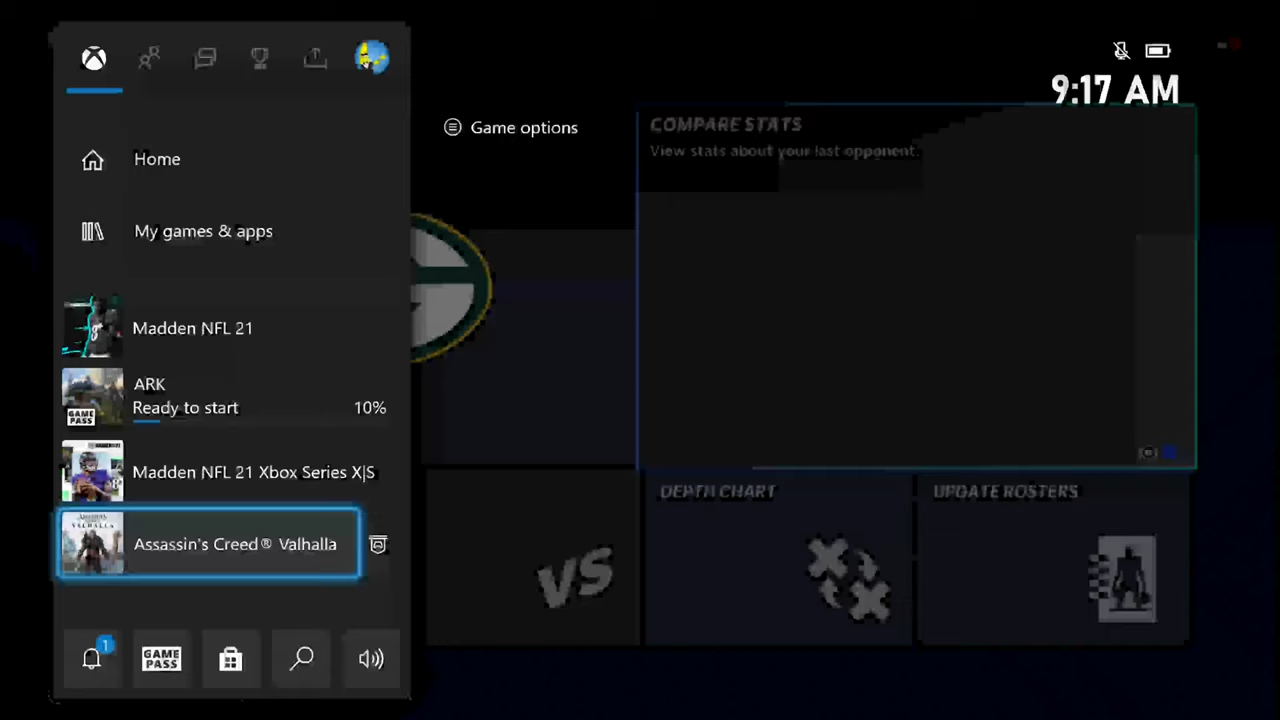 9:17 AM
Game options
COMPARE STATS
View stats about your last opponent.
Home
My games & apps
Madden NFL 21
ARK
Ready to start
10%
GAME
PASS
Madden NFL 21 Xbox Series X|S
VALHALLA
Assassin's Creed® Valhalla
VS
DEPTH CHART
UPDATE ROSTERS
1
GAME
PASS